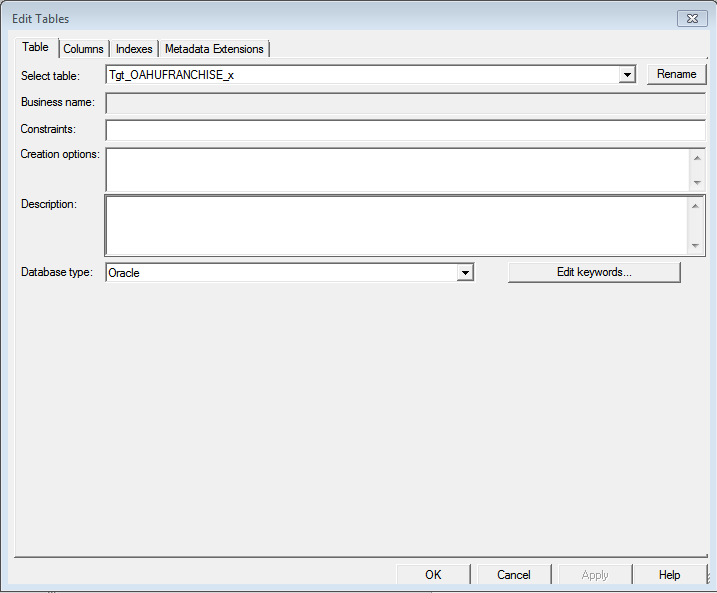 Edit Tables
Table Columns Indexes Metadata Extensions
Select table: Tgt_OAHUFRANCHISE_x Rename
Business name:
Constraints:
Creation options:
Description:
Database type: Oracle Edit keywords...
OK Cancel Apply Help